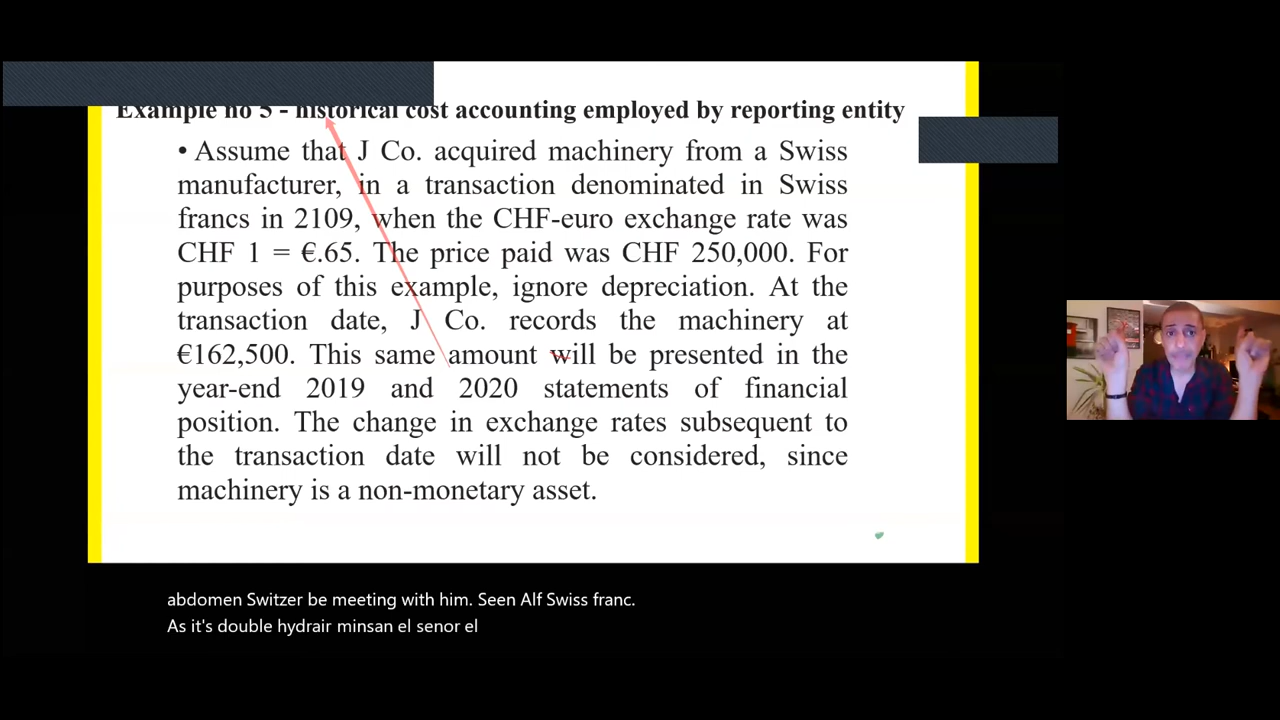 Example no 5 - historical cost accounting employed by reporting entity
• Assume that J Co. acquired machinery from a Swiss
manufacturer, in a transaction denominated in Swiss
francs in 2109, when the CHF-euro exchange rate was
CHF 1 = €.65. The price paid was CHF 250,000. For
purposes of this example, ignore depreciation. At the
transaction date, J Co. records the machinery at
€162,500. This same amount will be presented in the
year-end 2019 and 2020 statements of financial
position. The change in exchange rates subsequent to
the transaction date will not be considered, since
machinery is a non-monetary asset.
abdomen Switzer be meeting with him. Seen Alf Swiss franc.
As it's double hydrair minsan el senor el